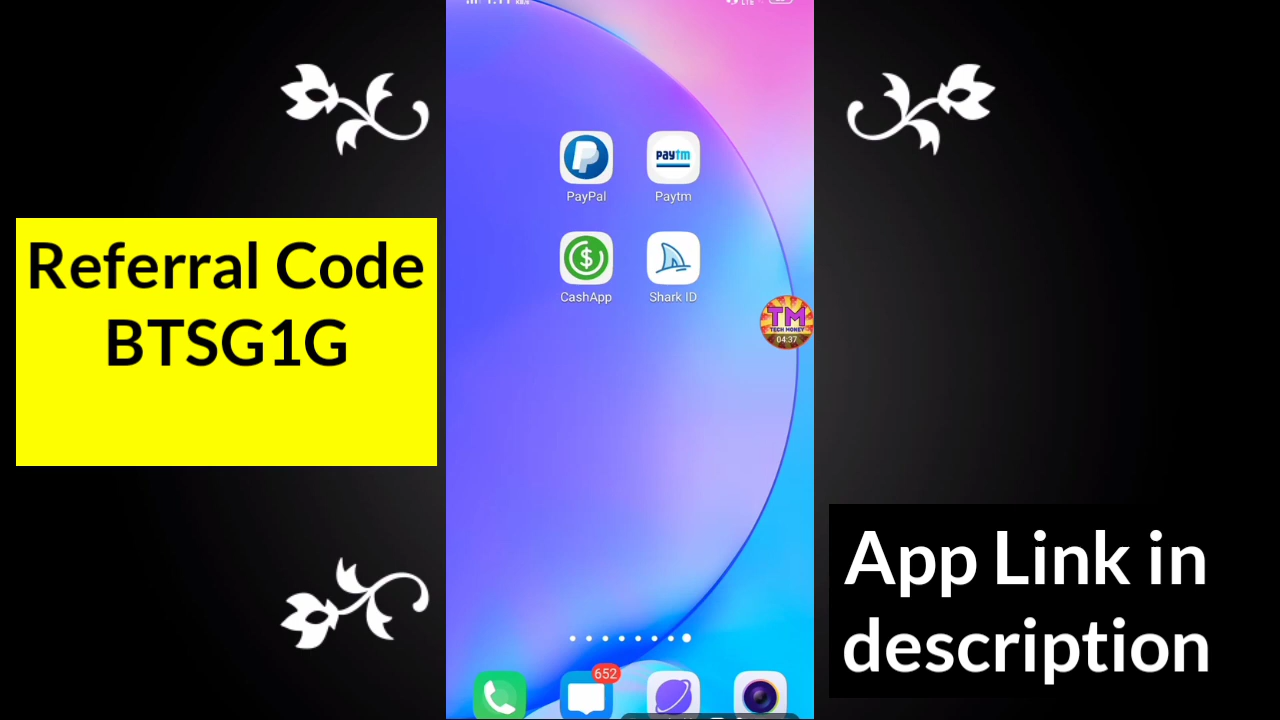 Referral Code
BTSG1G
PayPal
Paytm
Paytm
CashApp
Shark ID
TM
TECH MONEY
04:37
652
App Link in
description